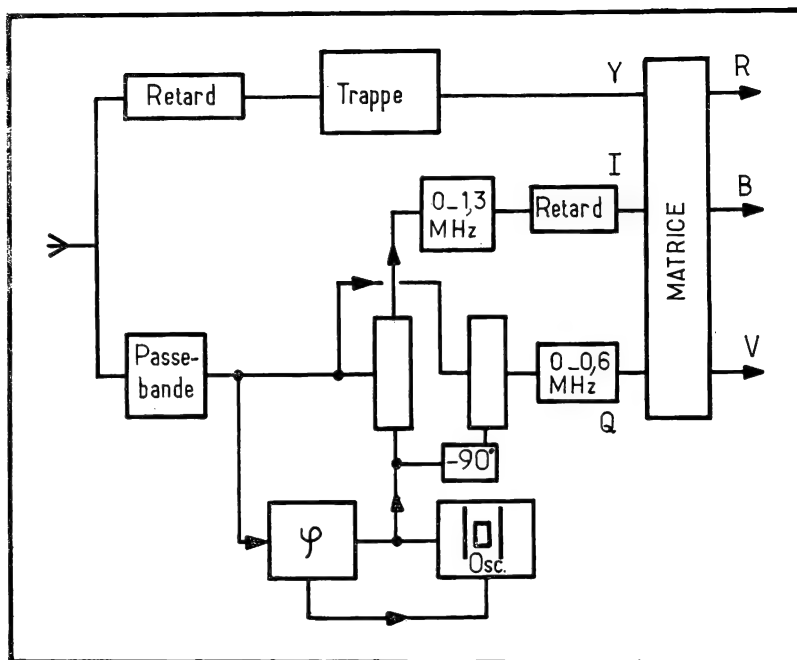 Y
R
Retard
Trappe
I
0_1,3
MHz
Retard
B
MATRICE
Passe-
bande
0_0,6
MHz
V
Q
-90°
φ
Osc.